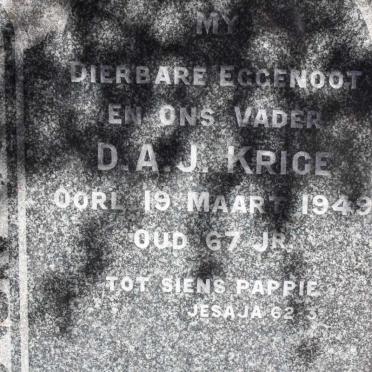 MY
DIERBARE EGGENOOT
EN ONS VADER
D.A.J. KRIGE
OORL. 19 MAART 1949
OUD 67 JR.
TOT SIENS PAPPIE
JESAJA 62:3